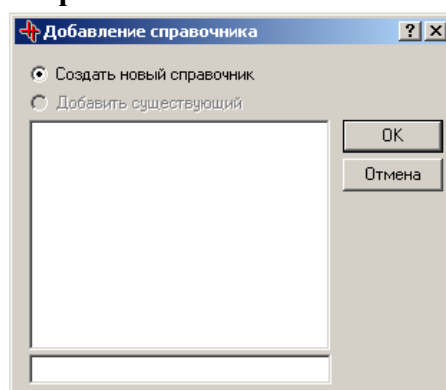 Добавление справочника
Создать новый справочник
Добавить существующий
OK
Отмена